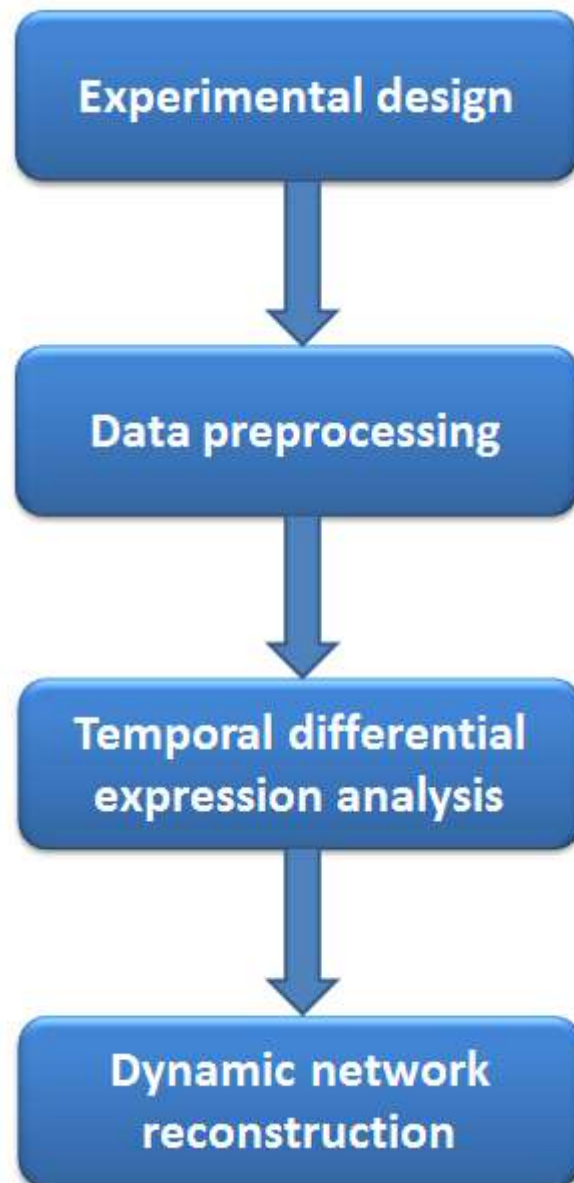 Experimental design
Data preprocessing
Temporal differential
expression analysis
Dynamic network
reconstruction